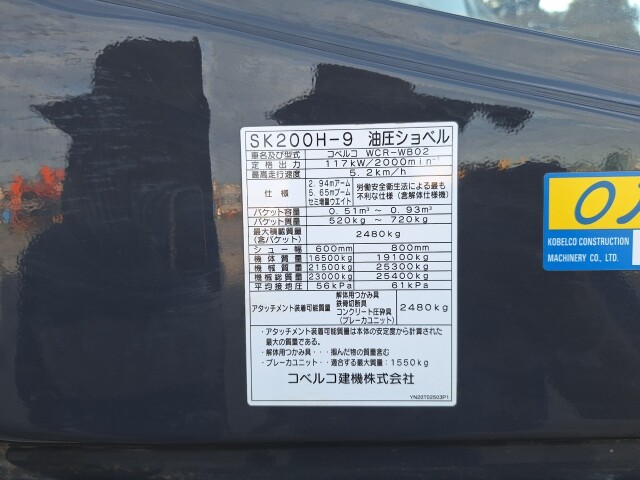 SK200H-9 油圧ショベル
車名及び型式 コベルコ WCR-WB02
定格出力 117kW/2000min⁻¹
最高走行速度 5.2km/h
仕様 2.94mアーム 5.65mブーム セミ増量ウエイト 労働安全衛生法による最も不利な仕様(含解体仕様機)
バケット容量 0.51m³~ 0.93m³
バケット質量 520kg ~ 720kg
最大積載質量(含バケット) 2480kg
シュー幅 600mm 800mm
機体質量 16500kg 19100kg
機械質量 21500kg 25300kg
機械総質量 23000kg 25400kg
平均接地圧 56kPa 61kPa
アタッチメント装着可能質量 解体用つかみ具 鉄骨切断具 コンクリート圧砕具 (ブレーカユニット) 2480kg
・アタッチメント装着可能質量は本体の安定度から計算された
最大の質量である。
・解体用つかみ具・・・掴んだ物の質量含む
・ブレーカユニット・・・適合する最大質量:1550kg
コベルコ建機株式会社
YN20T02503P1
KOBELCO CONSTRUCTION
MACHINERY CO., LTD.